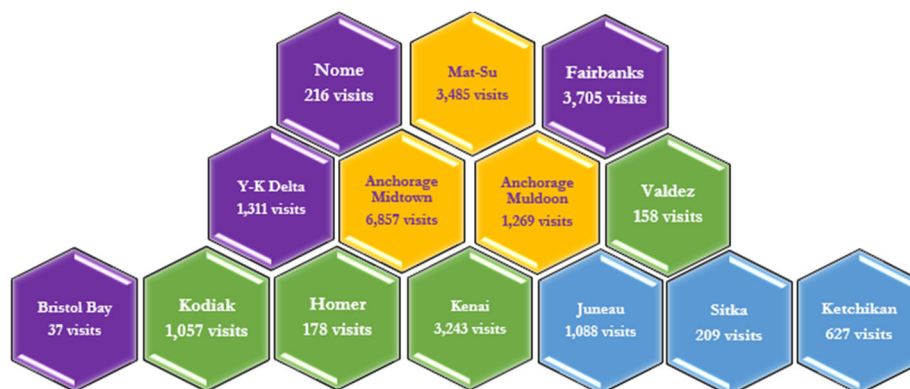 Nome
216 visits
Mat-Su
3,485 visits
Fairbanks
3,705 visits
Y-K Delta
1,311 visits
Anchorage
Midtown
6,857 visits
Anchorage
Muldoon
1,269 visits
Valdez
158 visits
Bristol Bay
37 visits
Kodiak
1,057 visits
Homer
178 visits
Kenai
3,243 visits
Juneau
1,088 visits
Sitka
209 visits
Ketchikan
627 visits